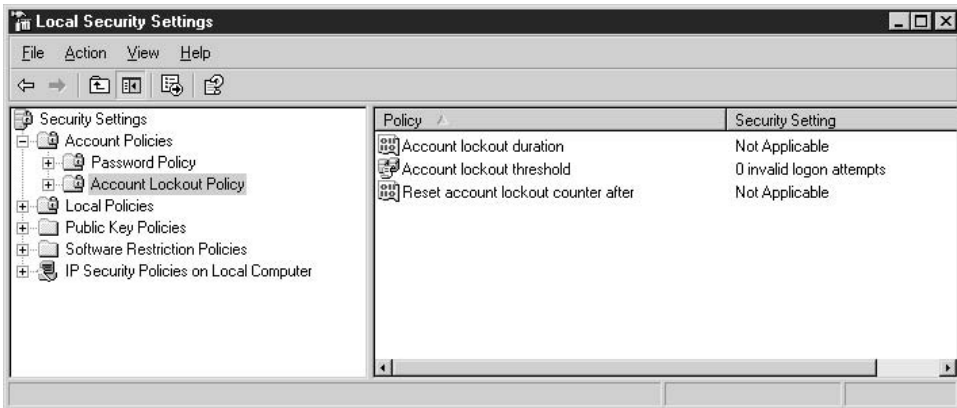 Local Security Settings
File Action View Help
Security Settings
Account Policies
Password Policy
Account Lockout Policy
Local Policies
Public Key Policies
Software Restriction Policies
IP Security Policies on Local Computer
Policy Security Setting
Account lockout duration Not Applicable
Account lockout threshold 0 invalid logon attempts
Reset account lockout counter after Not Applicable